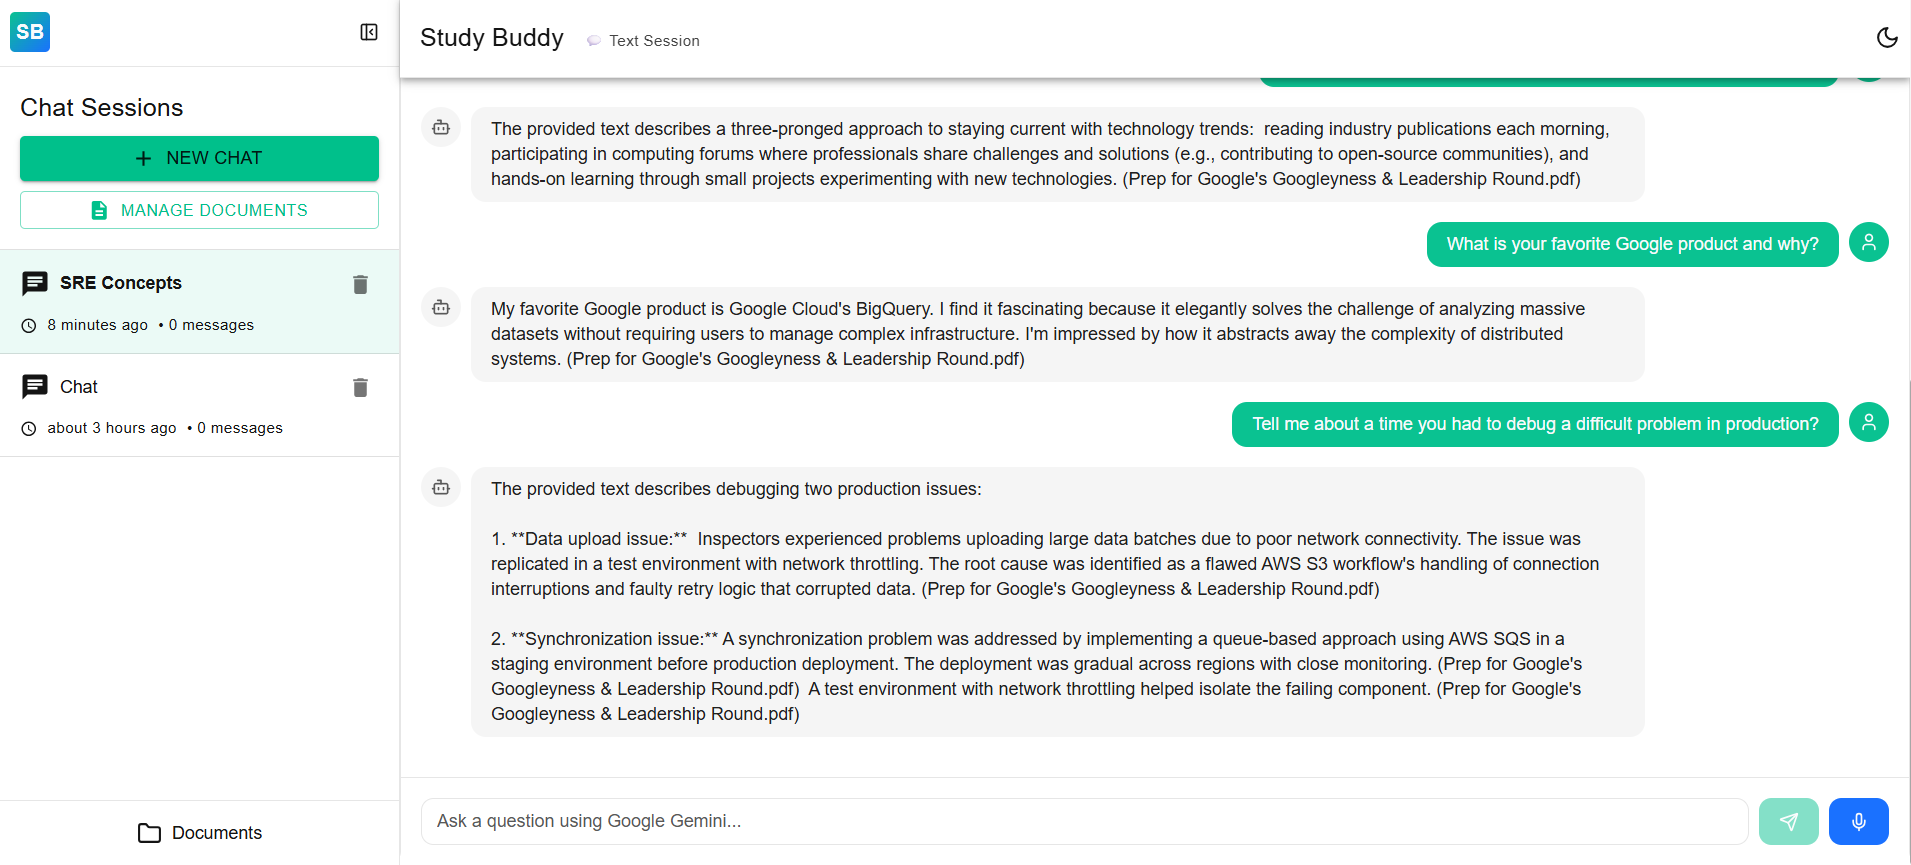 SB
Chat Sessions
NEW CHAT
MANAGE DOCUMENTS
SRE Concepts
8 minutes ago • 0 messages
Chat
about 3 hours ago • 0 messages
Documents
Study Buddy Text Session
The provided text describes a three-pronged approach to staying current with technology trends:  reading industry publications each morning,
participating in computing forums where professionals share challenges and solutions (e.g., contributing to open-source communities), and
hands-on learning through small projects experimenting with new technologies. (Prep for Google's Googleyness & Leadership Round.pdf)
What is your favorite Google product and why?
My favorite Google product is Google Cloud's BigQuery. I find it fascinating because it elegantly solves the challenge of analyzing massive
datasets without requiring users to manage complex infrastructure. I'm impressed by how it abstracts away the complexity of distributed
systems. (Prep for Google's Googleyness & Leadership Round.pdf)
Tell me about a time you had to debug a difficult problem in production?
The provided text describes debugging two production issues:
1. **Data upload issue:**  Inspectors experienced problems uploading large data batches due to poor network connectivity. The issue was
replicated in a test environment with network throttling. The root cause was identified as a flawed AWS S3 workflow's handling of connection
interruptions and faulty retry logic that corrupted data. (Prep for Google's Googleyness & Leadership Round.pdf)
2. **Synchronization issue:** A synchronization problem was addressed by implementing a queue-based approach using AWS SQS in a
staging environment before production deployment. The deployment was gradual across regions with close monitoring. (Prep for Google's
Googleyness & Leadership Round.pdf)  A test environment with network throttling helped isolate the failing component. (Prep for Google's
Googleyness & Leadership Round.pdf)
Ask a question using Google Gemini...